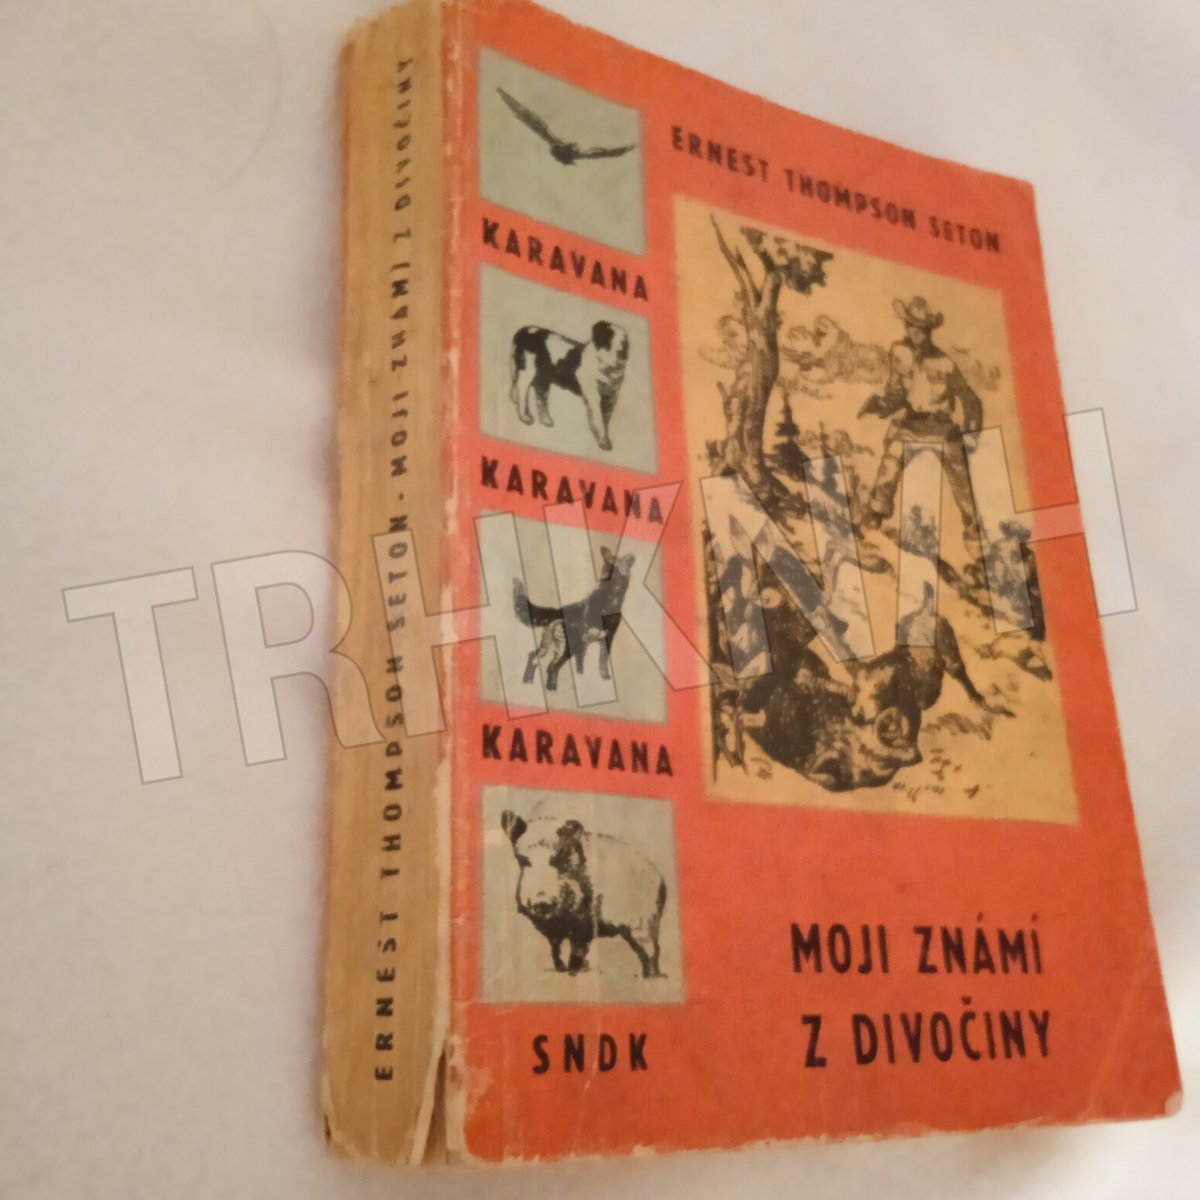 ERNEST THOMPSON SETON · MOJI ZNÁMÍ Z DIVOČINY
ERNEST THOMPSON SETON
KARAVANA
KARAVANA
KARAVANA
SNDK
MOJI ZNÁMÍ
Z DIVOČINY
TRHKNIH